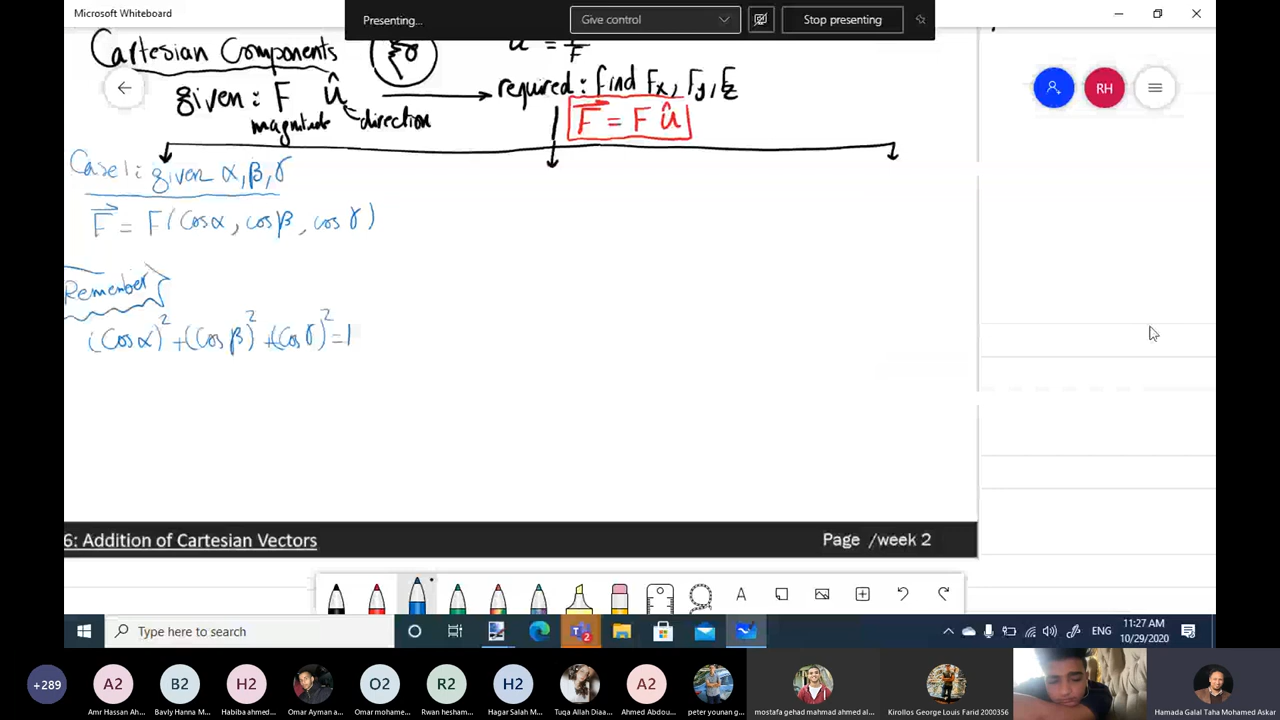 Microsoft Whiteboard
Presenting...
Give control
Stop presenting
Cartesian Components
û = F/F
given : F û
magnitude direction
required : find Fx, Fy, Fz
F = F û
RH
Case 1: given α, β, γ
F = F (Cosα, cosβ, cos γ)
Remember
(Cosα)² + (Cos β)² + (Cos γ)² = 1
6: Addition of Cartesian Vectors
Page /week 2
A
Type here to search
2
ENG
11:27 AM
10/29/2020
+289
A2
B2
H2
O2
R2
H2
A2
Amr Hassan Ah...
Bavly Hanna M...
Habiba ahmed...
Omar Ayman a...
Omar mohame...
Rwan hesham...
Hagar Salah M...
Tuqa Allah Diaa...
Ahmed Abdou...
peter younan g...
mostafa gehad mahmad ahmed al...
Kirollos George Louis Farid 2000356
Hamada Galal Taha Mohamed Askar